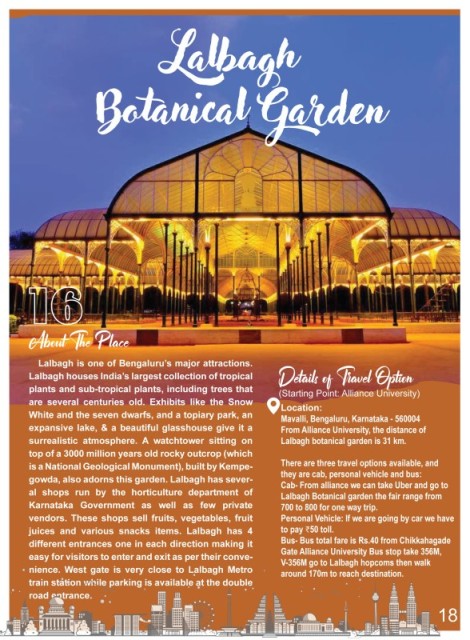 Lalbagh
Botanical Garden
16
About The Place
Lalbagh is one of Bengaluru's major attractions.
Lalbagh houses India's largest collection of tropical
plants and sub-tropical plants, including trees that
are several centuries old. Exhibits like the Snow
White and the seven dwarfs, and a topiary park, an
expansive lake, & a beautiful glasshouse give it a
surrealistic atmosphere. A watchtower sitting on
top of a 3000 million years old rocky outcrop (which
is a National Geological Monument), built by Kempe-
gowda, also adorns this garden. Lalbagh has sever-
al shops run by the horticulture department of
Karnataka Government as well as few private
vendors. These shops sell fruits, vegetables, fruit
juices and various snacks items. Lalbagh has 4
different entrances one in each direction making it
easy for visitors to enter and exit as per their conve-
nience. West gate is very close to Lalbagh Metro
train station while parking is available at the double
road entrance.
Details of Travel Option
(Starting Point: Alliance University)
Location:
Mavalli, Bengaluru, Karnataka - 560004
From Alliance University, the distance of
Lalbagh botanical garden is 31 km.
There are three travel options available, and
they are cab, personal vehicle and bus:
Cab- From alliance we can take Uber and go to
Lalbagh Botanical garden the fair range from
700 to 800 for one way trip.
Personal Vehicle: If we are going by car we have
to pay ₹50 toll.
Bus- Bus total fare is Rs.40 from Chikkahagade
Gate Alliance University Bus stop take 356M,
V-356M go to Lalbagh hopcoms then walk
around 170m to reach destination.
18